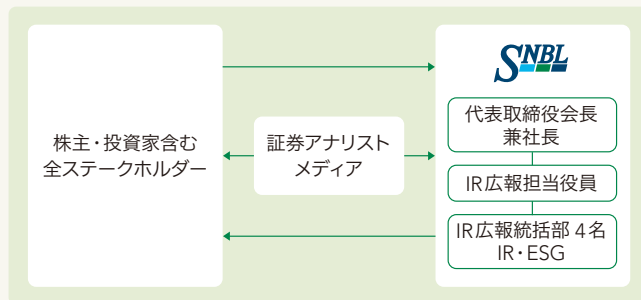 株主・投資家含む
全ステークホルダー
証券アナリスト
メディア
SNBL
代表取締役会長
兼社長
IR広報担当役員
IR広報統括部 4名
IR・ESG